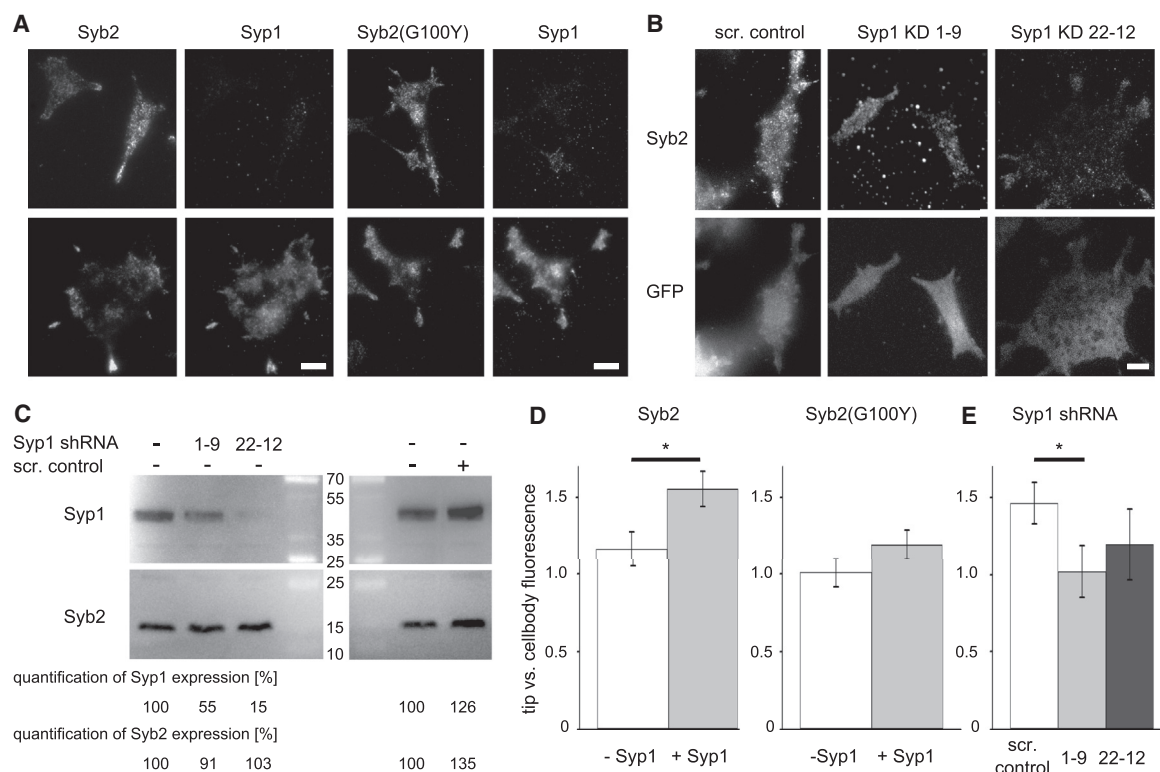 A
Syb2 Syp1 Syb2(G100Y) Syp1
B
scr. control Syp1 KD 1-9 Syp1 KD 22-12
Syb2
GFP
C
Syp1 shRNA - 1-9 22-12 - -
scr. control - - - - +
Syp1
70
55
35
25
Syb2
25
15
10
quantification of Syp1 expression [%]
100 55 15 100 126
quantification of Syb2 expression [%]
100 91 103 100 135
D
Syb2 Syb2(G100Y)
*
tip vs. cellbody fluorescence
1.5
1.0
0.5
0
- Syp1 + Syp1
1.5
1.0
0.5
0
-Syp1 + Syp1
E
Syp1 shRNA
*
1.5
1.0
0.5
0
scr.
control 1-9 22-12